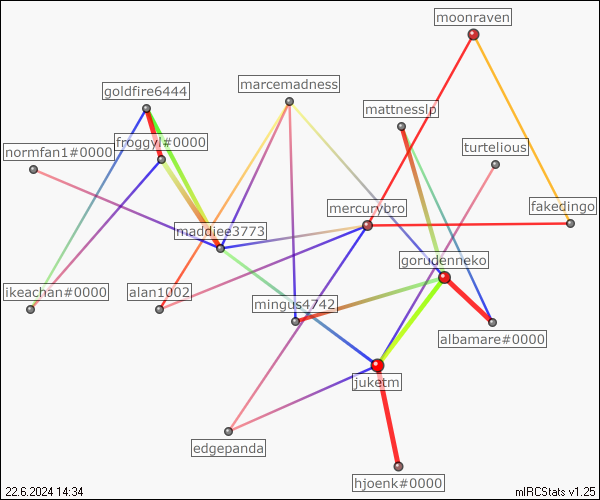 moonraven
marcemadness
goldfire6444
mattnesslp
froggyl#0000
normfan1#0000
turtelious
mercurybro
fakedingo
maddiee3773
gorudenneko
ikeachan#0000
alan1002
mingus4742
albamare#0000
juketm
edgepanda
hjoenk#0000
22.6.2024 14:34
mIRCStats v1.25